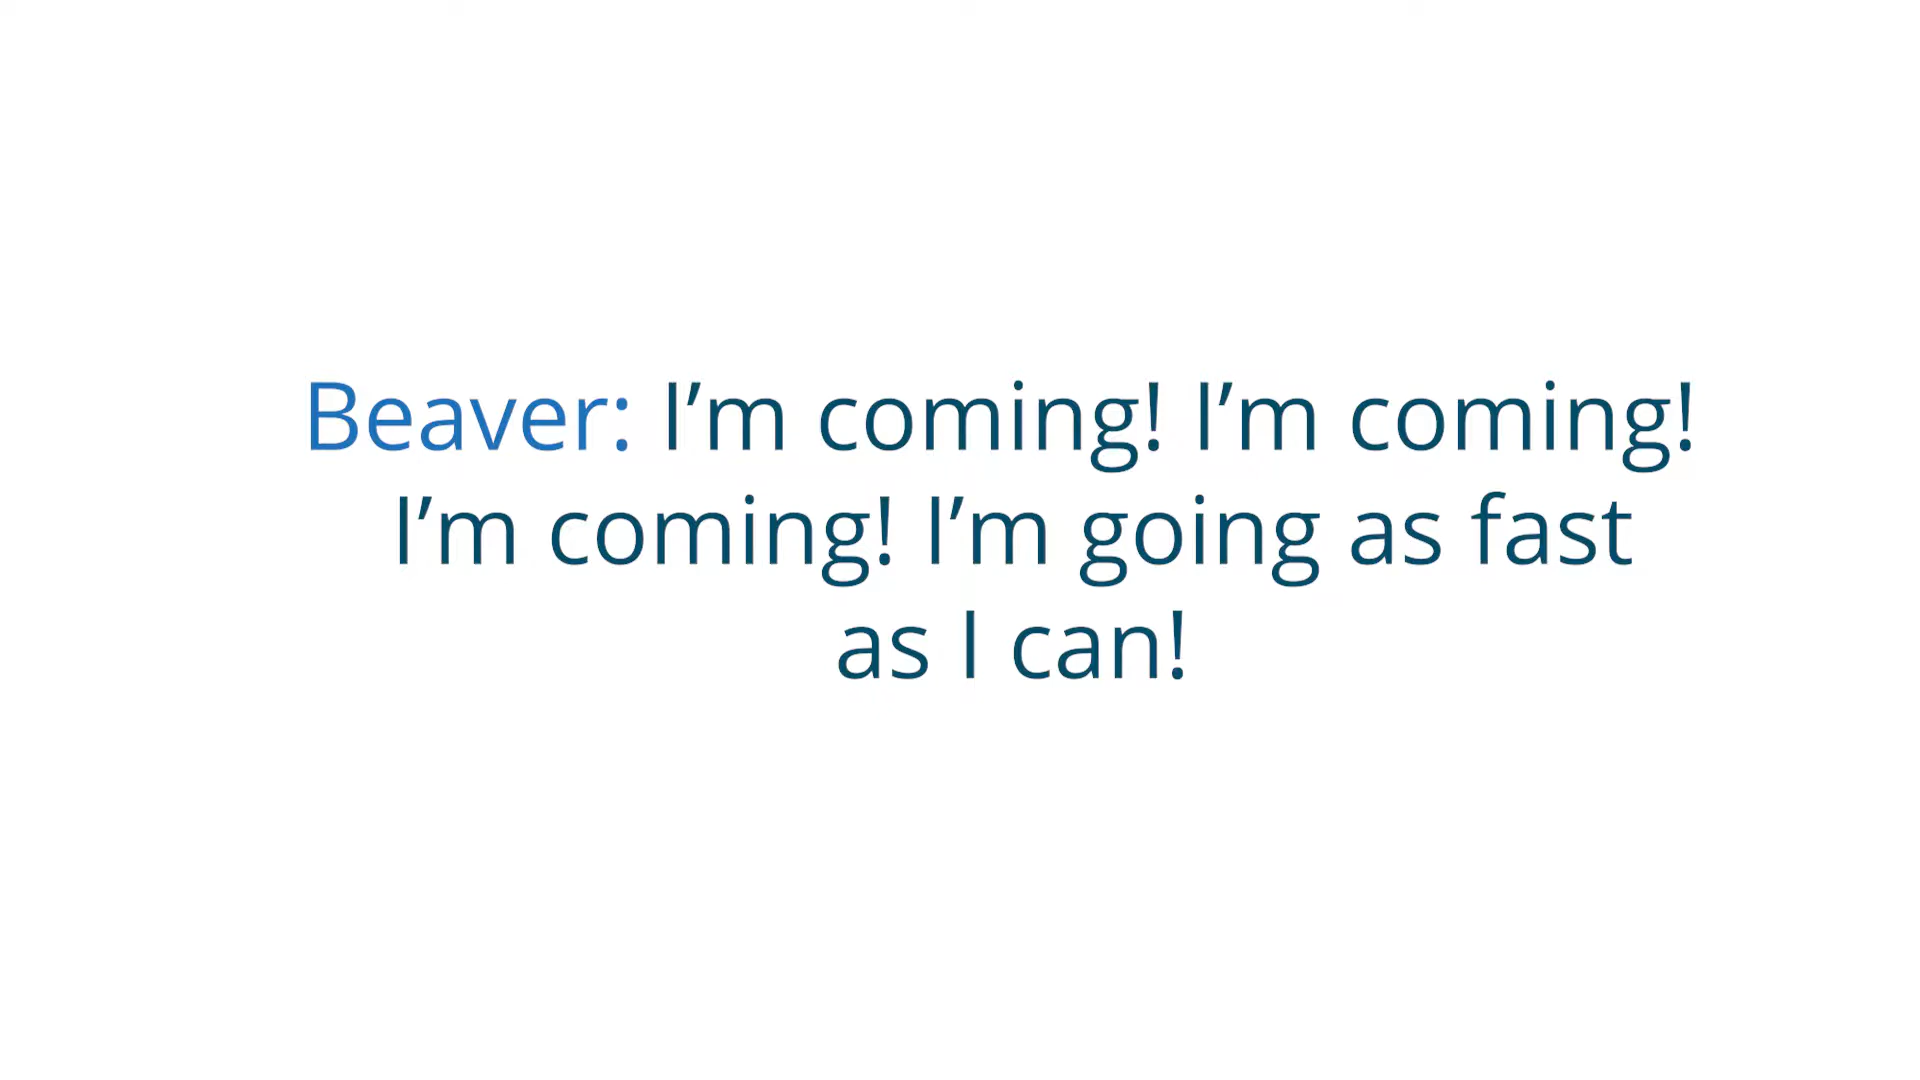 Beaver: I’m coming! I’m coming!
I’m coming! I’m going as fast
as I can!